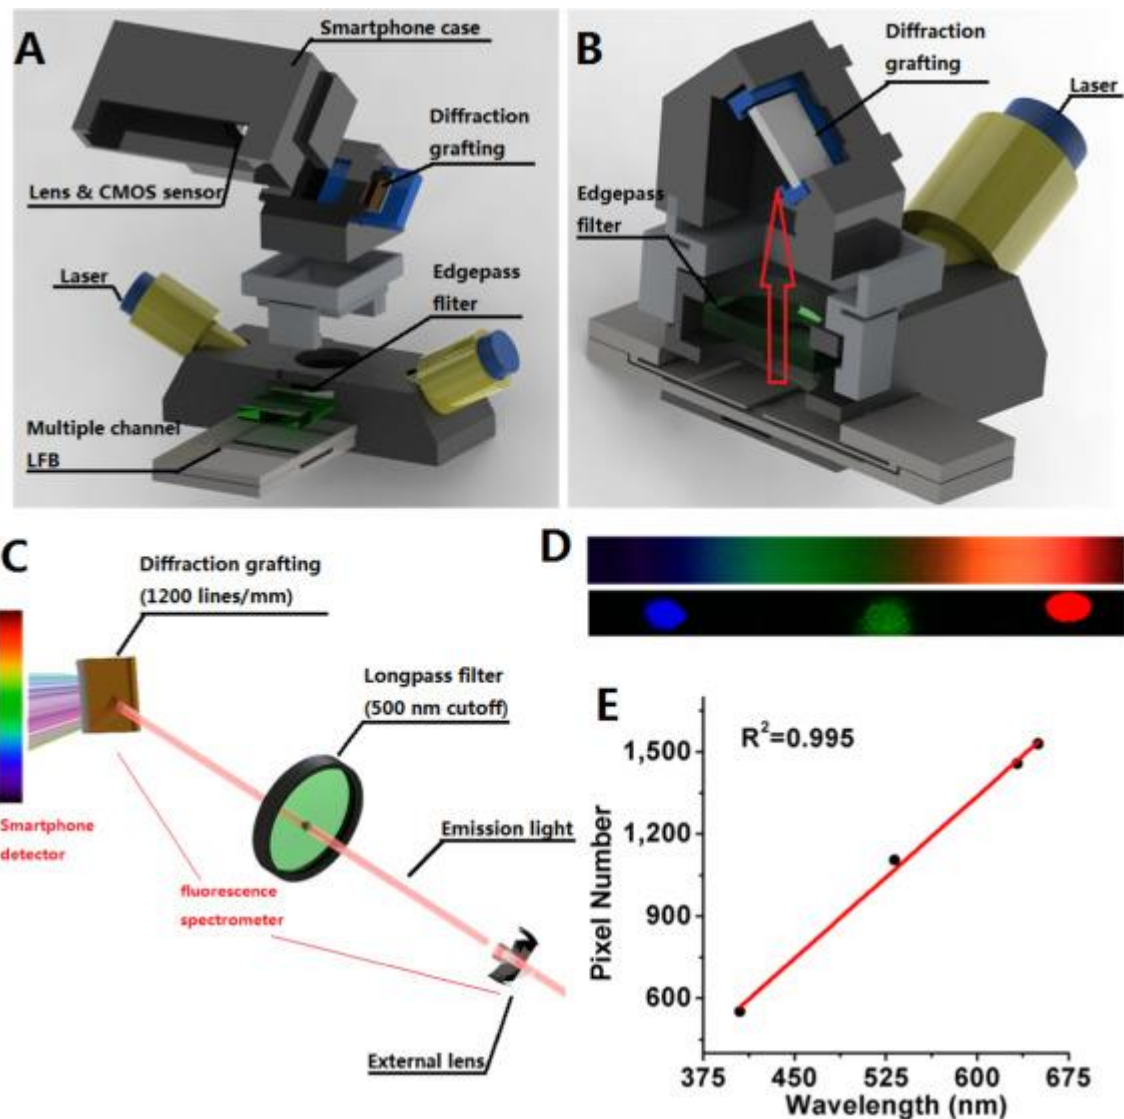 A
Smartphone case
Diffraction
grafting
Lens & CMOS sensor
Laser
Edgepass
fliter
Multiple channel
LFB
B
Diffraction
grafting
Laser
Edgepass
filter
C
Diffraction grafting
(1200 lines/mm)
Longpass filter
(500 nm cutoff)
Emission light
Smartphone
detector
fluorescence
spectrometer
External lens
D
E
R²=0.995
Pixel Number
1,500
1,200
900
600
375 450 525 600 675
Wavelength (nm)